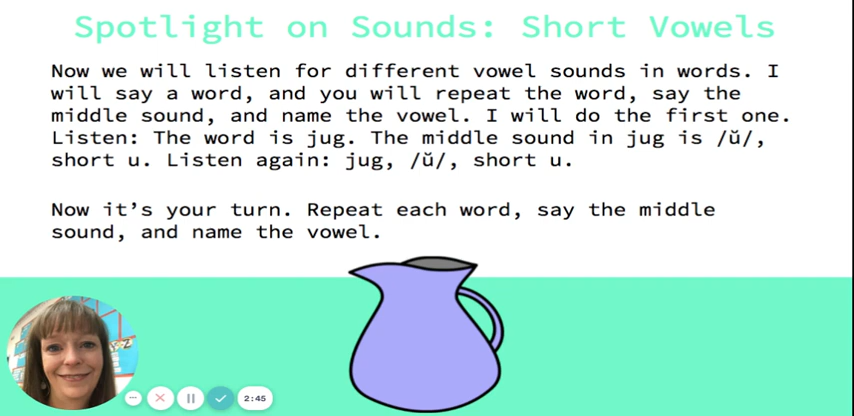 Spotlight on Sounds: Short Vowels
Now we will listen for different vowel sounds in words. I
will say a word, and you will repeat the word, say the
middle sound, and name the vowel. I will do the first one.
Listen: The word is jug. The middle sound in jug is /ŭ/,
short u. Listen again: jug, /ŭ/, short u.
Now it’s your turn. Repeat each word, say the middle
sound, and name the vowel.
2:45